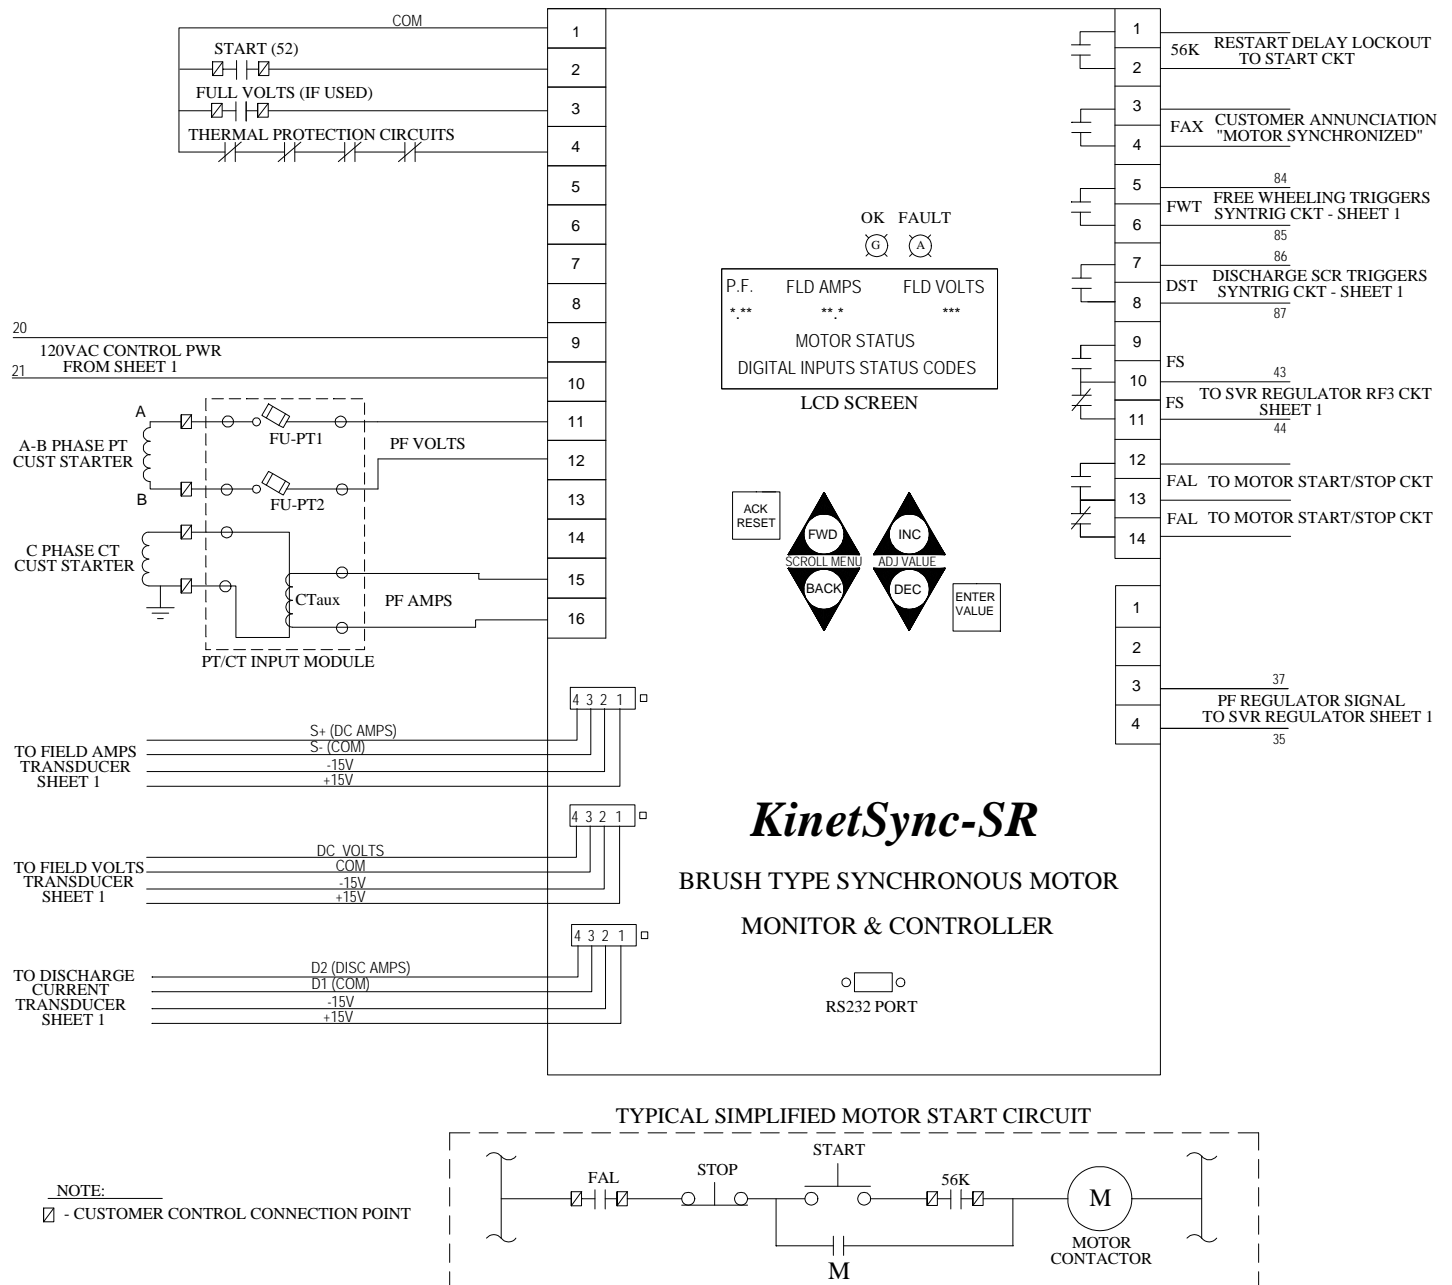 COM
START (52)
FULL VOLTS (IF USED)
THERMAL PROTECTION CIRCUITS
1
2
3
4
5
6
7
8
9
10
11
12
13
14
15
16
20
120VAC CONTROL PWR
FROM SHEET 1
21
A
A-B PHASE PT
CUST STARTER
B
FU-PT1
FU-PT2
PF VOLTS
C PHASE CT
CUST STARTER
CTaux
PF AMPS
PT/CT INPUT MODULE
4 3 2 1
S+ (DC AMPS)
S- (COM)
-15V
+15V
TO FIELD AMPS
TRANSDUCER
SHEET 1
4 3 2 1
DC VOLTS
COM
-15V
+15V
TO FIELD VOLTS
TRANSDUCER
SHEET 1
4 3 2 1
D2 (DISC AMPS)
D1 (COM)
-15V
+15V
TO DISCHARGE
CURRENT
TRANSDUCER
SHEET 1
OK FAULT
G A
P.F. FLD AMPS FLD VOLTS
*.** **.* ***
MOTOR STATUS
DIGITAL INPUTS STATUS CODES
LCD SCREEN
ACK
RESET
FWD
INC
SCROLL MENU
ADJ VALUE
BACK
DEC
ENTER
VALUE
KinetSync-SR
BRUSH TYPE SYNCHRONOUS MOTOR
MONITOR & CONTROLLER
RS232 PORT
1
2
3
4
5
6
7
8
9
10
11
12
13
14
56K
RESTART DELAY LOCKOUT
TO START CKT
FAX
CUSTOMER ANNUNCIATION
"MOTOR SYNCHRONIZED"
84
FWT
FREE WHEELING TRIGGERS
SYNTRIG CKT - SHEET 1
85
86
DST
DISCHARGE SCR TRIGGERS
SYNTRIG CKT - SHEET 1
87
FS
43
FS
TO SVR REGULATOR RF3 CKT
SHEET 1
44
FAL TO MOTOR START/STOP CKT
FAL TO MOTOR START/STOP CKT
1
2
3
4
37
PF REGULATOR SIGNAL
TO SVR REGULATOR SHEET 1
35
TYPICAL SIMPLIFIED MOTOR START CIRCUIT
FAL
STOP
START
56K
M
MOTOR
CONTACTOR
M
NOTE:
- CUSTOMER CONTROL CONNECTION POINT